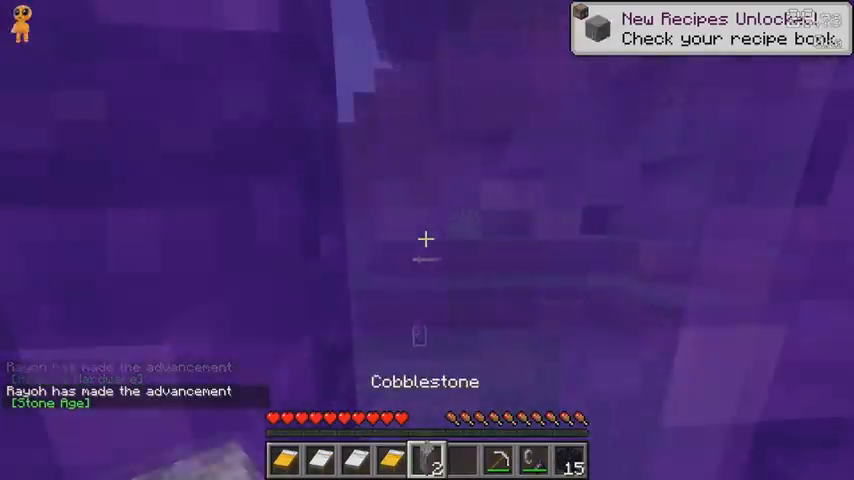 New Recipes Unlocked!
Check your recipe book
Rayoh has made the advancement
Rayoh has made the advancement
[Stone Age]
Cobblestone
2
15